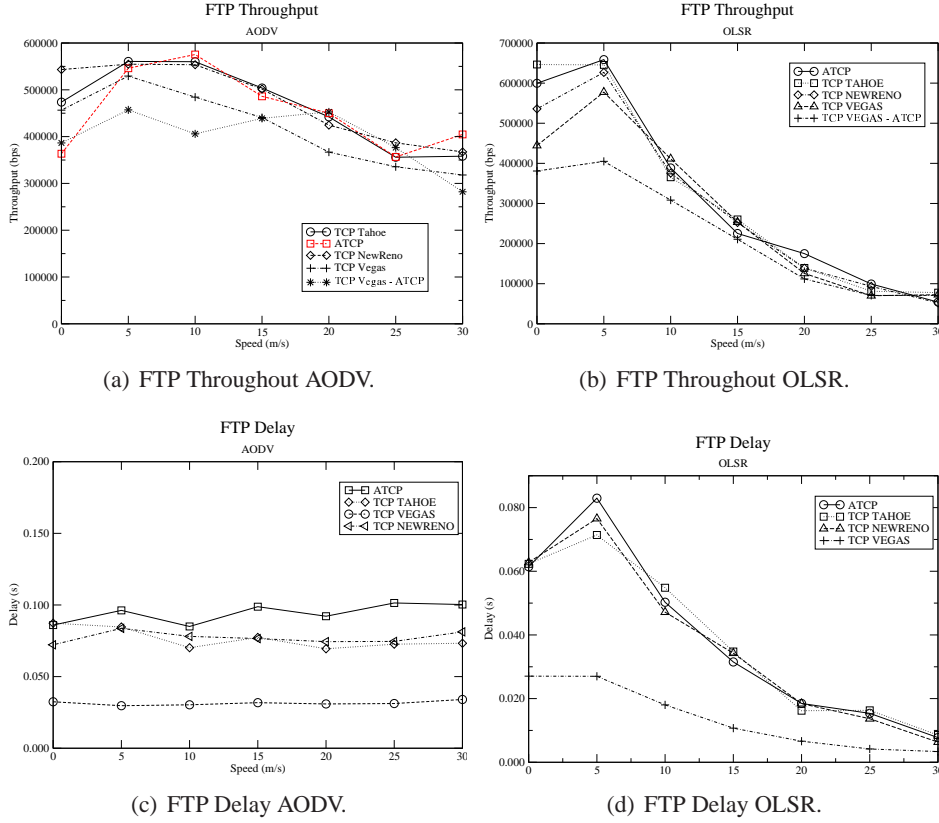 FTP Throughput
AODV
600000
500000
400000
300000
200000
100000
0
Throughput (bps)
TCP Tahoe
ATCP
TCP NewReno
TCP Vegas
TCP Vegas - ATCP
0 5 10 15 20 25 30
Speed (m/s)
(a) FTP Throughout AODV.
FTP Throughput
OLSR
700000
600000
500000
400000
300000
200000
100000
0
Throughput (bps)
ATCP
TCP TAHOE
TCP NEWRENO
TCP VEGAS
TCP VEGAS - ATCP
0 5 10 15 20 25 30
Speed (m/s)
(b) FTP Throughout OLSR.
FTP Delay
AODV
0.200
0.150
0.100
0.050
0.000
Delay (s)
ATCP
TCP TAHOE
TCP VEGAS
TCP NEWRENO
0 5 10 15 20 25 30
Speed (m/s)
(c) FTP Delay AODV.
FTP Delay
OLSR
0.080
0.060
0.040
0.020
0.000
Delay (s)
ATCP
TCP TAHOE
TCP NEWRENO
TCP VEGAS
0 5 10 15 20 25 30
(d) FTP Delay OLSR.